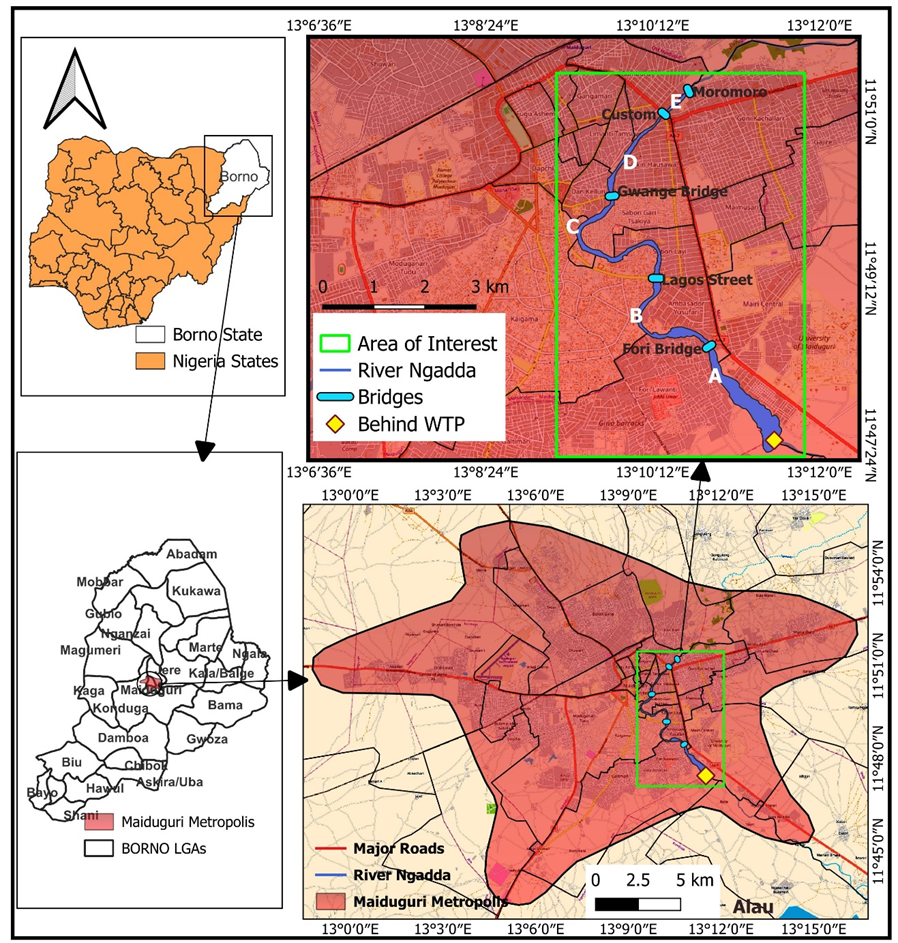 Borno
Borno State
Nigeria States
13°6′36″E 13°8′24″E 13°10′12″E 13°12′0″E
11°51′0″N
11°49′12″N
11°47′24″N
Moromoro
E
Custom
D
Gwange Bridge
C
Lagos Street
B
Fori Bridge
A
University of Maiduguri
0 1 2 3 km
Area of Interest
River Ngadda
Bridges
Behind WTP
13°6′36″E 13°8′24″E 13°10′12″E 13°12′0″E
Abadam
Mobbar
Kukawa
Gubio
Nganzai
Magumeri
Marte
Ngala
ere
Kala/Balge
Kaga
Maiduguri
Konduga
Bama
Damboa
Gwoza
Biu
Chibok
Askira/Uba
Hawul
Bayo
Shani
Maiduguri Metropolis
BORNO LGAs
13°0′0″E 13°3′0″E 13°6′0″E 13°9′0″E 13°12′0″E 13°15′0″E
11°54′0″N
11°51′0″N
11°48′0″N
11°45′0″N
Major Roads
River Ngadda
Maiduguri Metropolis
0 2.5 5 km
Alau
13°0′0″E 13°3′0″E 13°6′0″E 13°9′0″E 13°12′0″E 13°15′0″E